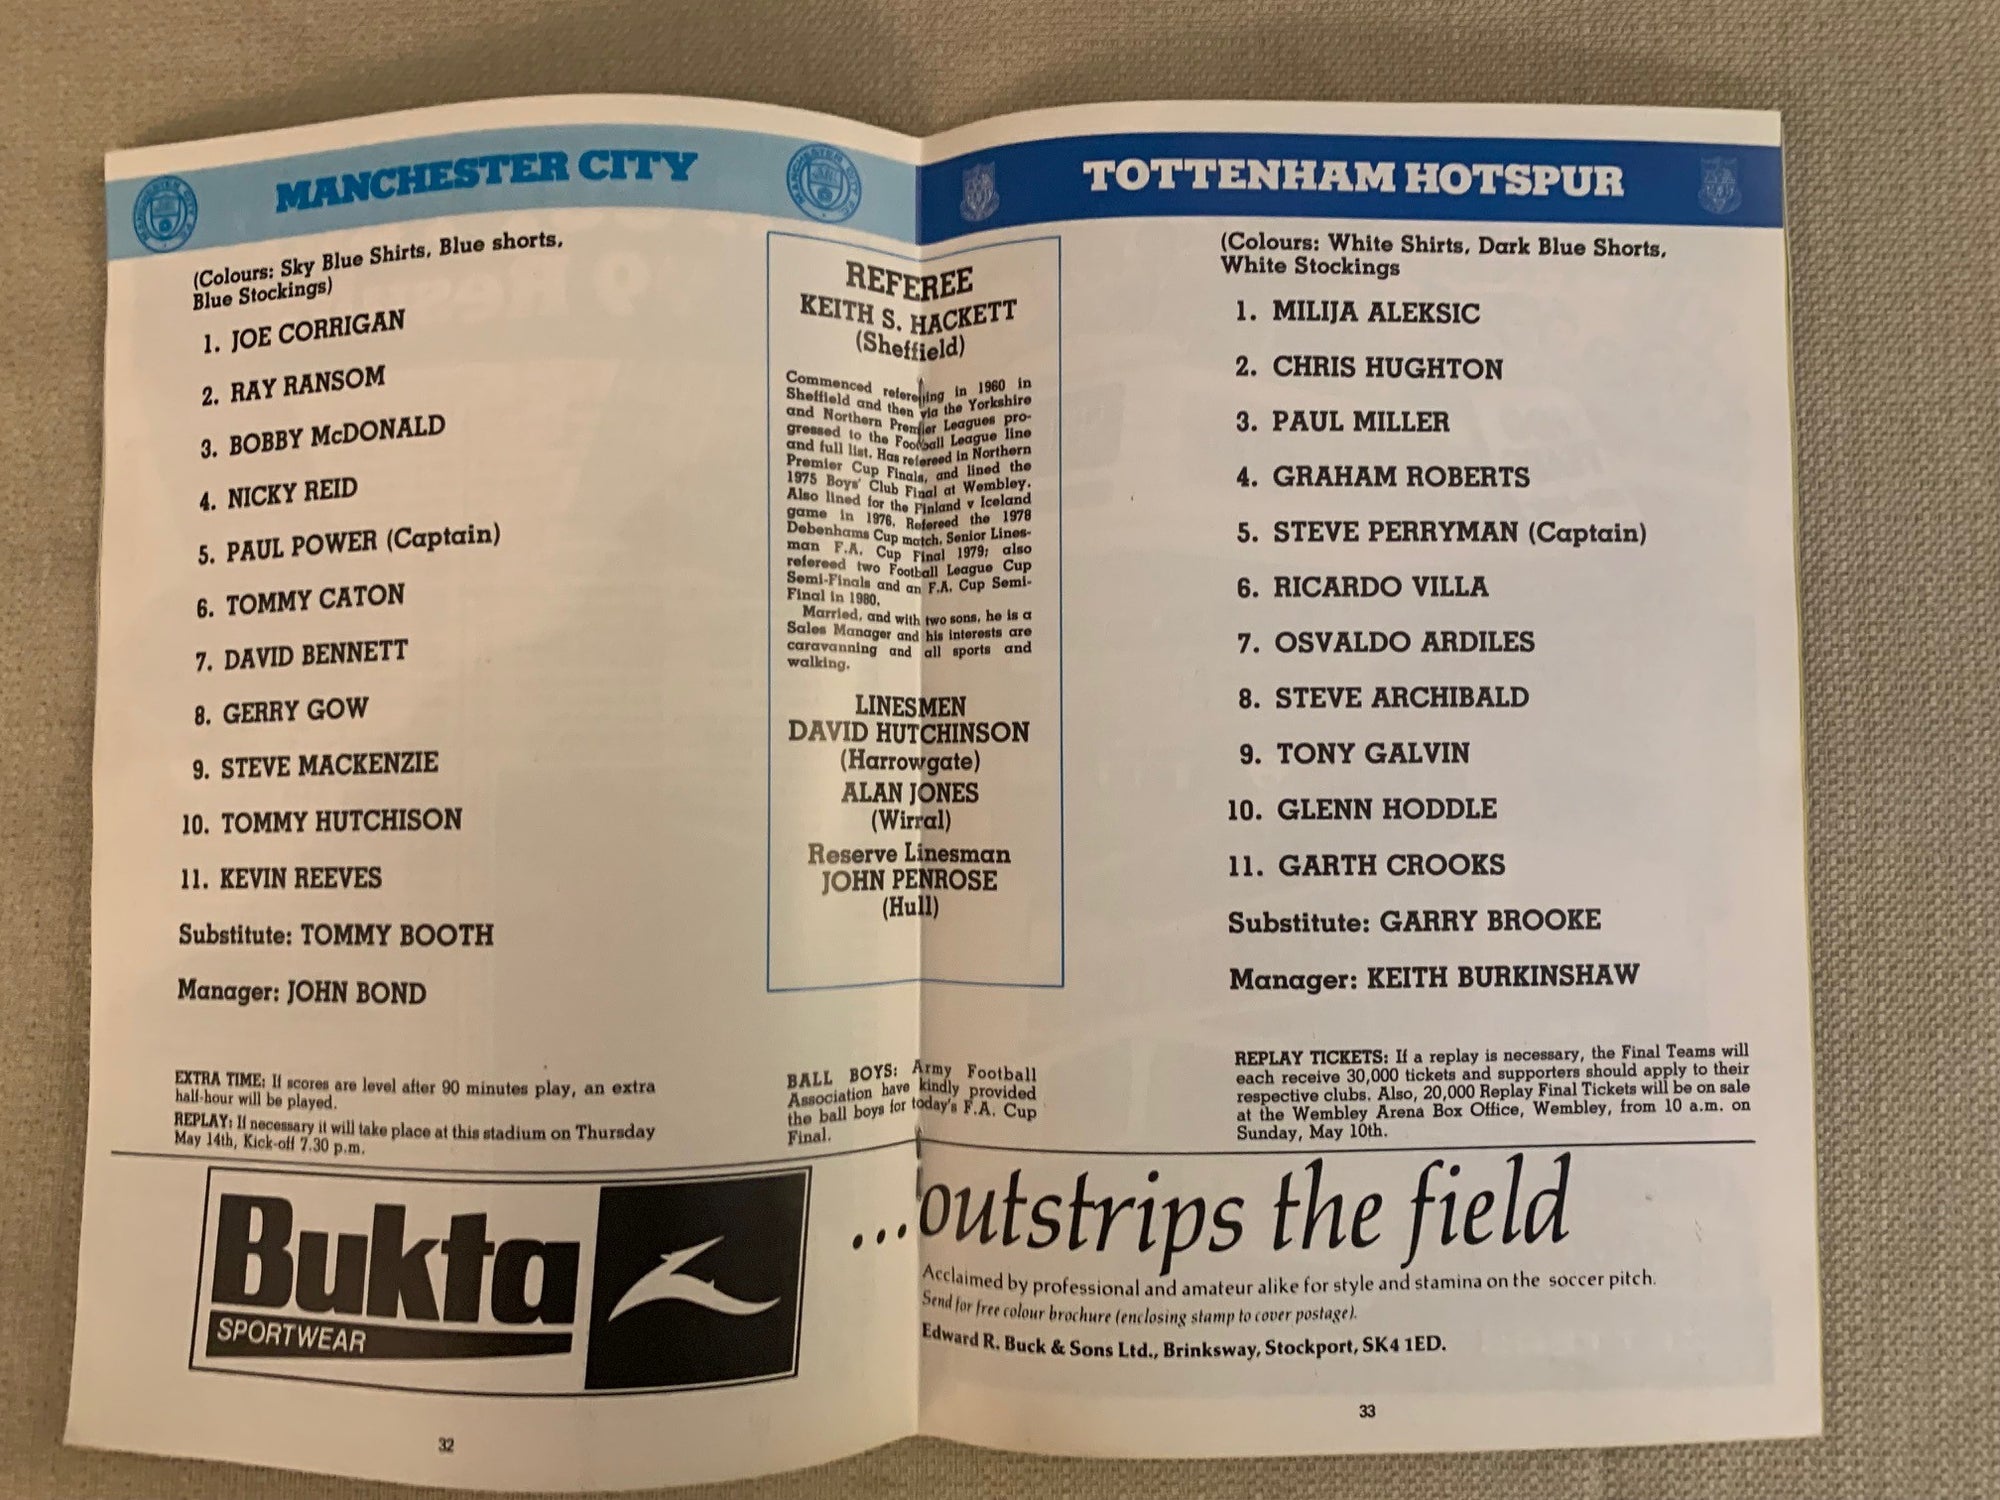 MANCHESTER CITY
(Colours: Sky Blue Shirts, Blue shorts,
Blue Stockings)
1. JOE CORRIGAN
2. RAY RANSOM
3. BOBBY McDONALD
4. NICKY REID
5. PAUL POWER (Captain)
6. TOMMY CATON
7. DAVID BENNETT
8. GERRY GOW
9. STEVE MACKENZIE
10. TOMMY HUTCHISON
11. KEVIN REEVES
Substitute: TOMMY BOOTH
Manager: JOHN BOND
EXTRA TIME: If scores are level after 90 minutes play, an extra
half-hour will be played.
REPLAY: If necessary it will take place at this stadium on Thursday
May 14th, Kick-off 7.30 p.m.
REFEREE
KEITH S. HACKETT
(Sheffield)
Commenced refereeing in 1960 in
Sheffield and then via the Yorkshire
and Northern Premier Leagues pro-
gressed to the Football League line
and full list. Has refereed in Northern
Premier Cup Finals, and lined the
1975 Boys' Club Final at Wembley.
Also lined for the Finland v Iceland
game in 1976. Refereed the 1978
Debenhams Cup match, Senior Lines-
man F.A. Cup Final 1979; also
refereed two Football League Cup
Semi-Finals and an F.A. Cup Semi-
Final in 1980.
Married, and with two sons, he is a
Sales Manager and his interests are
caravanning and all sports and
walking.
LINESMEN
DAVID HUTCHINSON
(Harrowgate)
ALAN JONES
(Wirral)
Reserve Linesman
JOHN PENROSE
(Hull)
BALL BOYS: Army Football
Association have kindly provided
the ball boys for today's F.A. Cup
Final.
TOTTENHAM HOTSPUR
(Colours: White Shirts, Dark Blue Shorts,
White Stockings
1. MILIJA ALEKSIC
2. CHRIS HUGHTON
3. PAUL MILLER
4. GRAHAM ROBERTS
5. STEVE PERRYMAN (Captain)
6. RICARDO VILLA
7. OSVALDO ARDILES
8. STEVE ARCHIBALD
9. TONY GALVIN
10. GLENN HODDLE
11. GARTH CROOKS
Substitute: GARRY BROOKE
Manager: KEITH BURKINSHAW
REPLAY TICKETS: If a replay is necessary, the Final Teams will
each receive 30,000 tickets and supporters should apply to their
respective clubs. Also, 20,000 Replay Final Tickets will be on sale
at the Wembley Arena Box Office, Wembley, from 10 a.m. on
Sunday, May 10th.
Bukta
SPORTWEAR
...outstrips the field
Acclaimed by professional and amateur alike for style and stamina on the soccer pitch.
Send for free colour brochure (enclosing stamp to cover postage).
Edward R. Buck & Sons Ltd., Brinksway, Stockport, SK4 1ED.
32
33